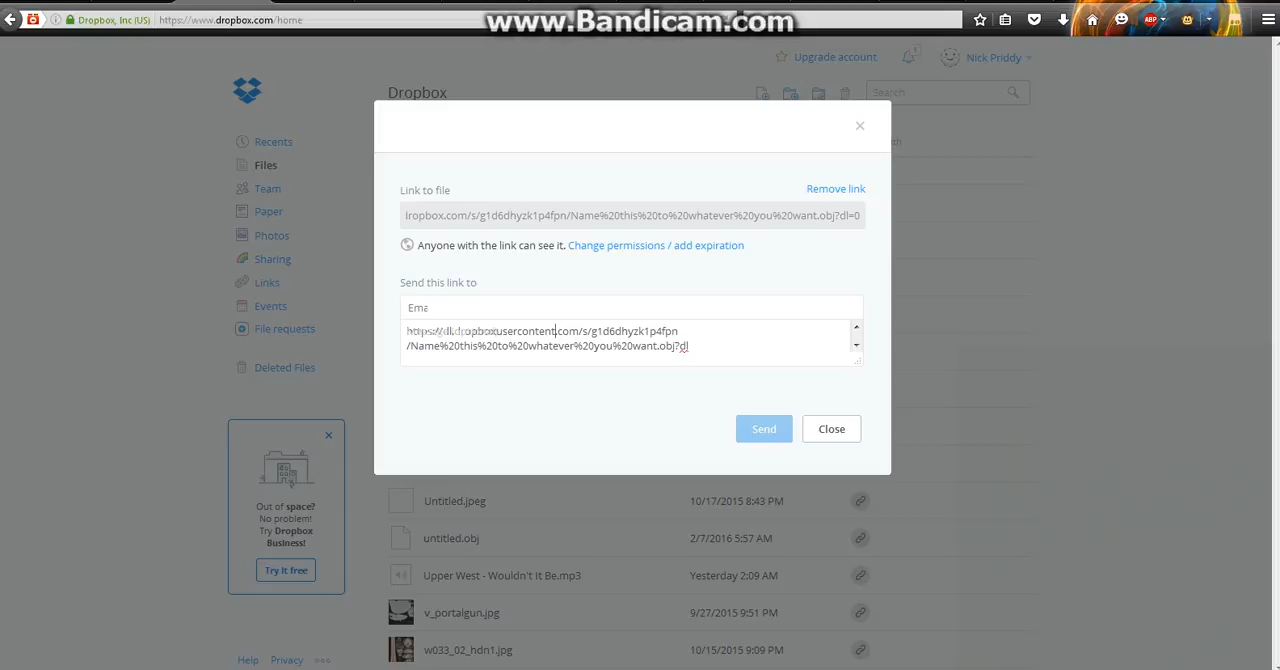 www.Bandicam.com
Dropbox, Inc (US) https://www.dropbox.com/home
ABP
Upgrade account
1
Nick Priddy
Dropbox
Search
Recents
Files
Team
Paper
Photos
Sharing
Links
Events
File requests
Deleted Files
Link to file
Remove link
ropbox.com/s/g1d6dhyzk1p4fpn/Name%20this%20to%20whatever%20you%20want.obj?dl=0
Anyone with the link can see it. Change permissions / add expiration
Send this link to
Ema
https://dl.dropboxusercontent.com/s/g1d6dhyzk1p4fpn
/Name%20this%20to%20whatever%20you%20want.obj?dl
Send
Close
Out of space?
No problem!
Try Dropbox
Business!
Try it free
Untitled.jpeg 10/17/2015 8:43 PM
untitled.obj 2/7/2016 5:57 AM
Upper West - Wouldn't It Be.mp3 Yesterday 2:09 AM
v_portalgun.jpg 9/27/2015 9:51 PM
w033_02_hdn1.jpg 10/15/2015 9:09 PM
Help Privacy